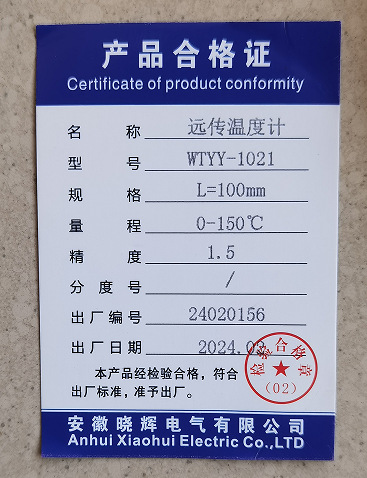 产品合格证
Certificate of product conformity
名称 远传温度计
型号 WTYY-1021
规格 L=100mm
量程 0-150℃
精度 1.5
分度号 /
出厂编号 24020156
出厂日期 2024.02
检验合格章
(02)
本产品经检验合格，符合
出厂标准，准予出厂。
安徽晓辉电气有限公司
Anhui Xiaohui Electric Co.,LTD